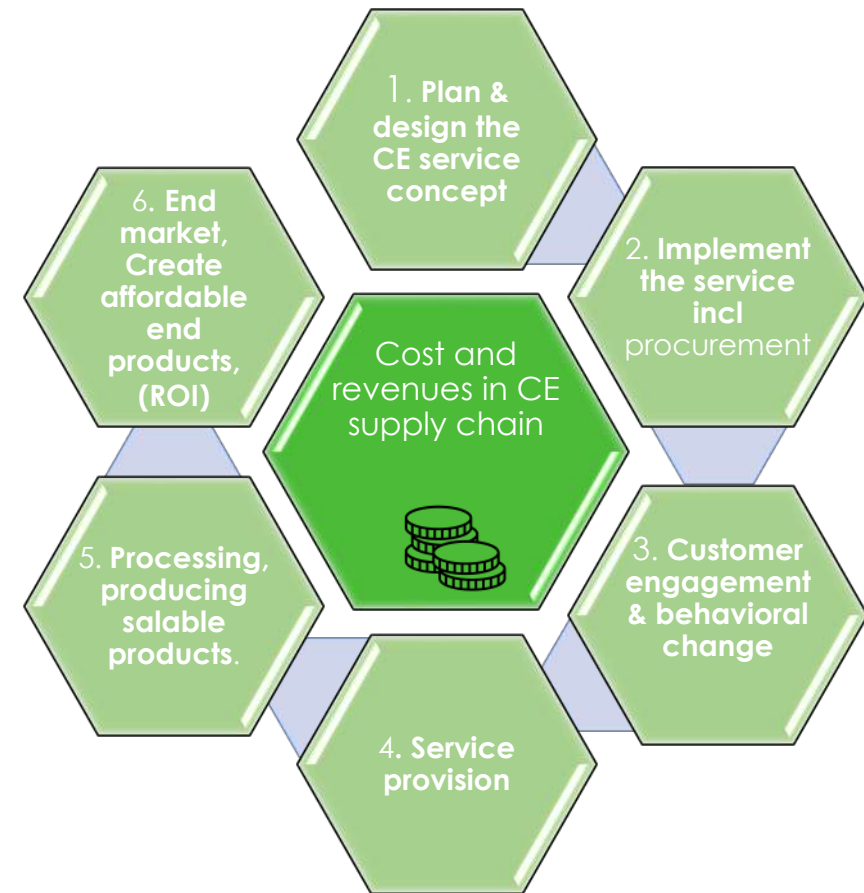 1. Plan &
design the
CE service
concept
2. Implement
the service
incl
procurement
3. Customer
engagement
& behavioral
change
4. Service
provision
5. Processing,
producing
salable
products.
6. End
market,
Create
affordable
end
products,
(ROI)
Cost and
revenues in CE
supply chain